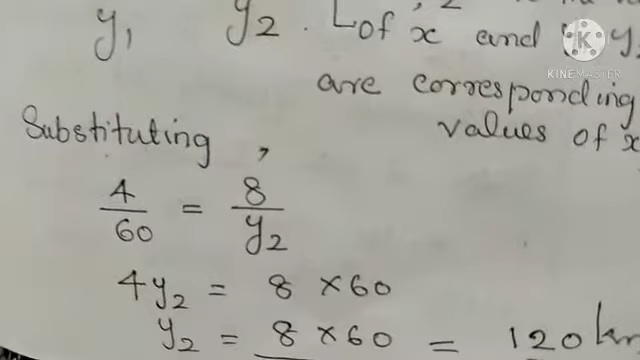 y₁ y₂ . of x and y
are corresponding
values of x
KINEMASTER
Substituting ,
4/60 = 8/y₂
4y₂ = 8 × 60
y₂ = 8 × 60 = 120 km